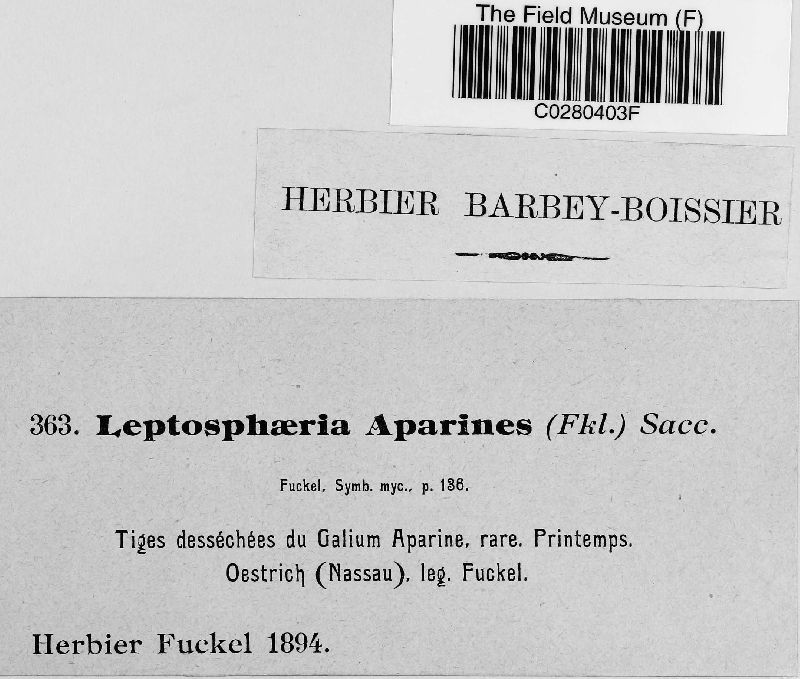 The Field Museum (F)
C0280403F
HERBIER BARBEY-BOISSIER
363. Leptosphæria Aparines (Fkl.) Sacc.
Fuckel, Symb. myc., p. 136.
Tiges desséchées du Galium Aparine, rare. Printemps.
Oestrich (Nassau), leg. Fuckel.
Herbier Fuckel 1894.